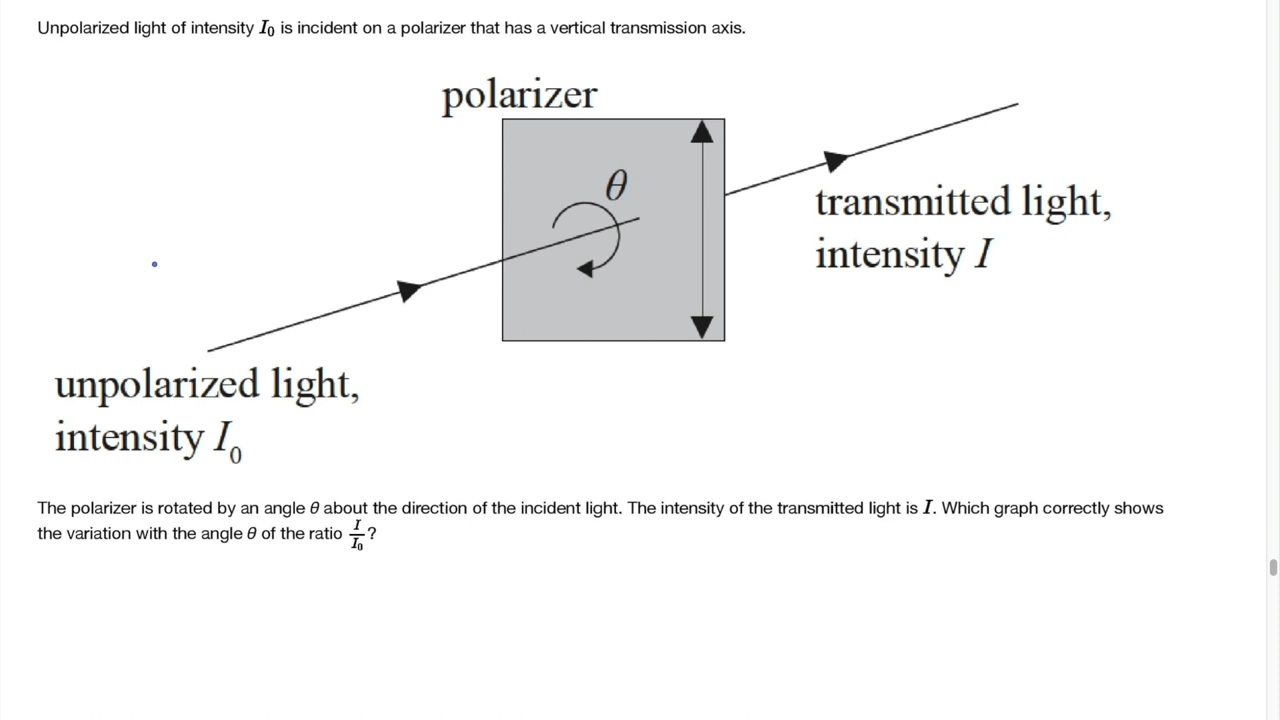 Unpolarized light of intensity I₀ is incident on a polarizer that has a vertical transmission axis.
polarizer
θ
transmitted light,
intensity I
unpolarized light,
intensity I₀
The polarizer is rotated by an angle θ about the direction of the incident light. The intensity of the transmitted light is I. Which graph correctly shows
the variation with the angle θ of the ratio I/I₀?